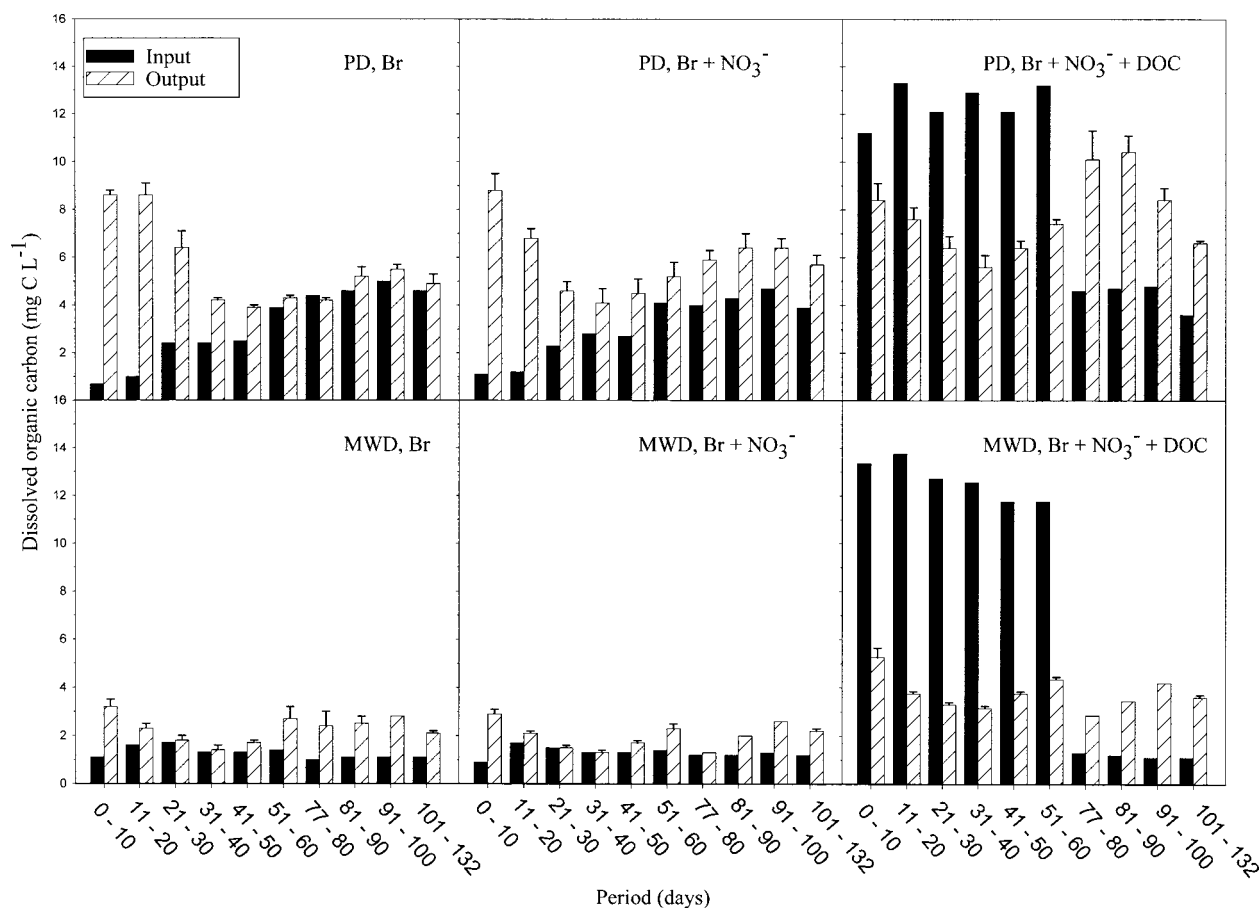 16
14
12
10
8
6
4
2
Input
Output
PD, Br
PD, Br + NO3-
PD, Br + NO3- + DOC
Dissolved organic carbon (mg C L-1)
16
14
12
10
8
6
4
2
0
MWD, Br
MWD, Br + NO3-
MWD, Br + NO3- + DOC
0 - 10
11 - 20
21 - 30
31 - 40
41 - 50
51 - 60
77 - 80
81 - 90
91 - 100
101 - 132
0 - 10
11 - 20
21 - 30
31 - 40
41 - 50
51 - 60
77 - 80
81 - 90
91 - 100
101 - 132
0 - 10
11 - 20
21 - 30
31 - 40
41 - 50
51 - 60
77 - 80
81 - 90
91 - 100
101 - 132
Period (days)